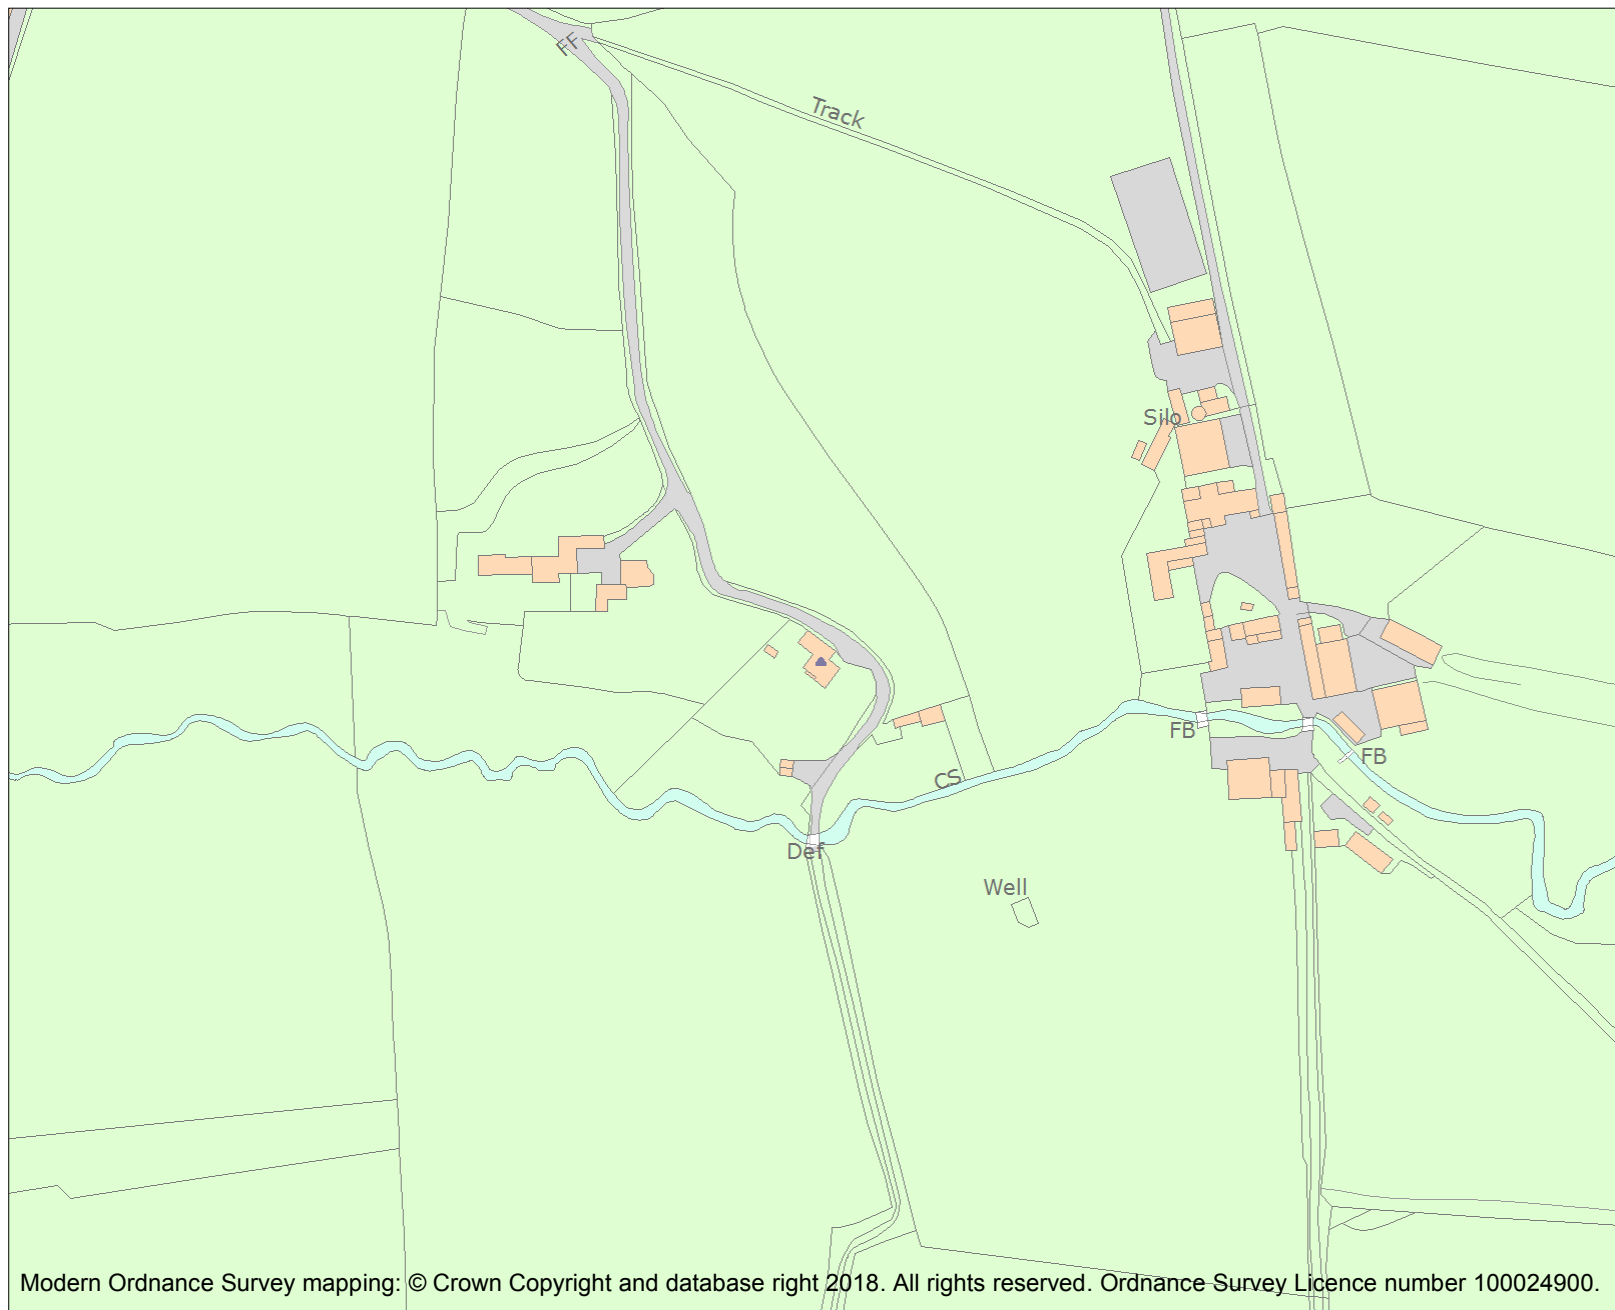 FF
Track
Silo
FB
FB
CS
Def
Well
Modern Ordnance Survey mapping: © Crown Copyright and database right 2018. All rights reserved. Ordnance Survey Licence number 100024900.